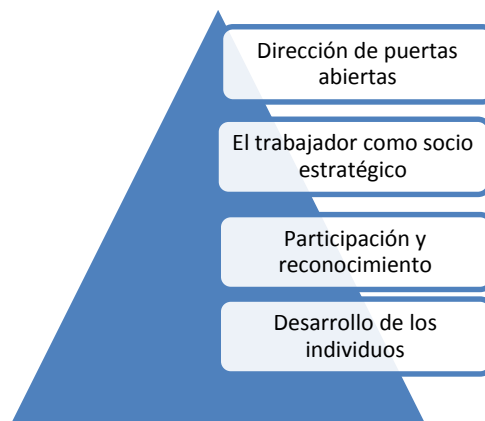 Dirección de puertas
abiertas
El trabajador como socio
estratégico
Participación y
reconocimiento
Desarrollo de los
individuos